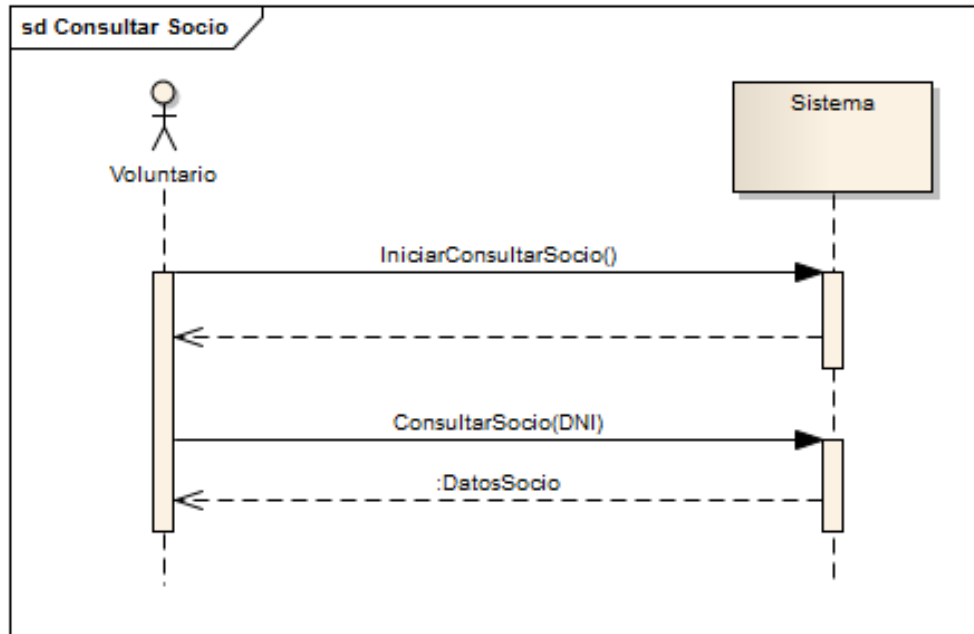 sd Consultar Socio
Voluntario
Sistema
IniciarConsultarSocio()
ConsultarSocio(DNI)
:DatosSocio